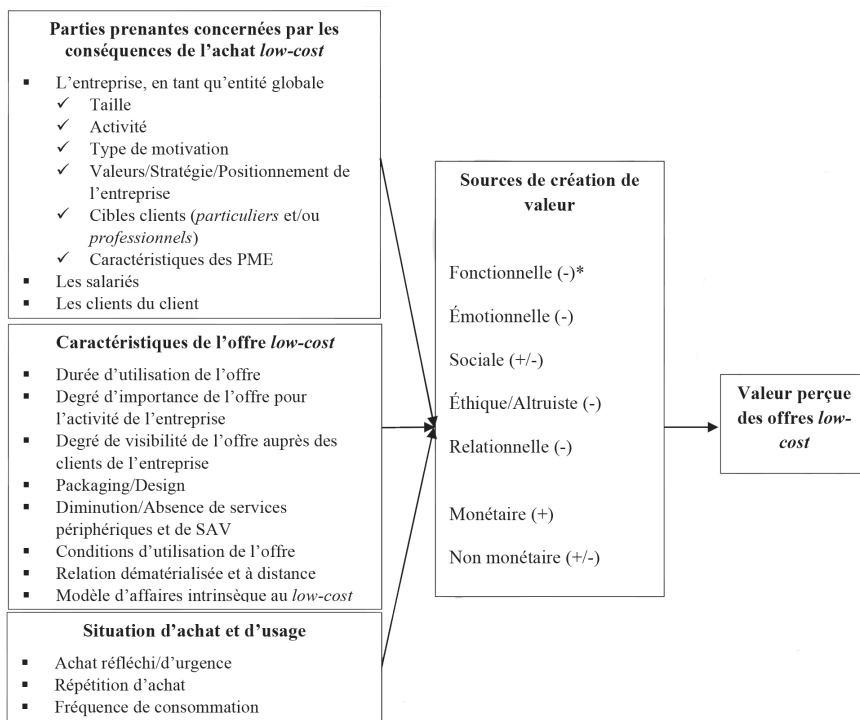 Parties prenantes concernées par les
conséquences de l'achat low-cost
▪ L'entreprise, en tant qu'entité globale
✓ Taille
✓ Activité
✓ Type de motivation
✓ Valeurs/Stratégie/Positionnement de
l'entreprise
✓ Cibles clients (particuliers et/ou
professionnels)
✓ Caractéristiques des PME
▪ Les salariés
▪ Les clients du client
Caractéristiques de l'offre low-cost
▪ Durée d'utilisation de l'offre
▪ Degré d'importance de l'offre pour
l'activité de l'entreprise
▪ Degré de visibilité de l'offre auprès des
clients de l'entreprise
▪ Packaging/Design
▪ Diminution/Absence de services
périphériques et de SAV
▪ Conditions d'utilisation de l'offre
▪ Relation dématérialisée et à distance
▪ Modèle d'affaires intrinsèque au low-cost
Situation d'achat et d'usage
▪ Achat réfléchi/d'urgence
▪ Répétition d'achat
▪ Fréquence de consommation
Sources de création de
valeur
Fonctionnelle (-)*
Émotionnelle (-)
Sociale (+/-)
Éthique/Altruiste (-)
Relationnelle (-)
Monétaire (+)
Non monétaire (+/-)
Valeur perçue
des offres low-
cost